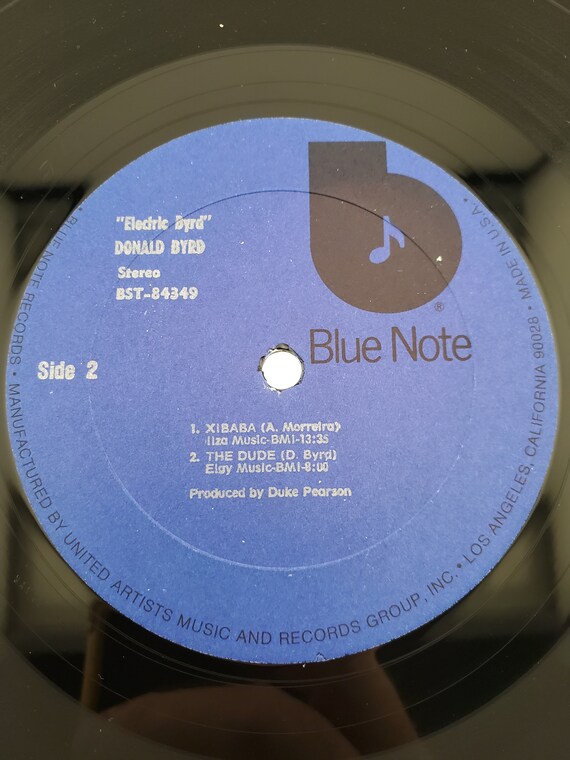 "Electric Byrd"
DONALD BYRD
Stereo
BST-84349
®
Blue Note
Side 2
1. XIBABA (A. Morreira)
Ilza Music-BMI-13:35
2. THE DUDE (D. Byrd)
Elgy Music-BMI-8:00
Produced by Duke Pearson
BLUE NOTE RECORDS • MANUFACTURED BY UNITED ARTISTS MUSIC AND RECORDS GROUP, INC. • LOS ANGELES, CALIFORNIA 90028 • MADE IN U.S.A. •